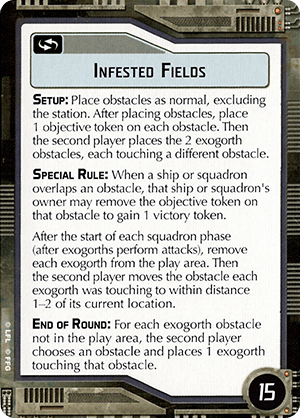 INFESTED FIELDS
SETUP: Place obstacles as normal, excluding
the station. After placing obstacles, place
1 objective token on each obstacle. Then
the second player places the 2 exogorth
obstacles, each touching a different obstacle.
SPECIAL RULE: When a ship or squadron
overlaps an obstacle, that ship or squadron's
owner may remove the objective token on
that obstacle to gain 1 victory token.
After the start of each squadron phase
(after exogorths perform attacks), remove
each exogorth from the play area. Then
the second player moves the obstacle each
exogorth was touching to within distance
1–2 of its current location.
END OF ROUND: For each exogorth obstacle
not in the play area, the second player
chooses an obstacle and places 1 exogorth
touching that obstacle.
© LFL © FFG
15